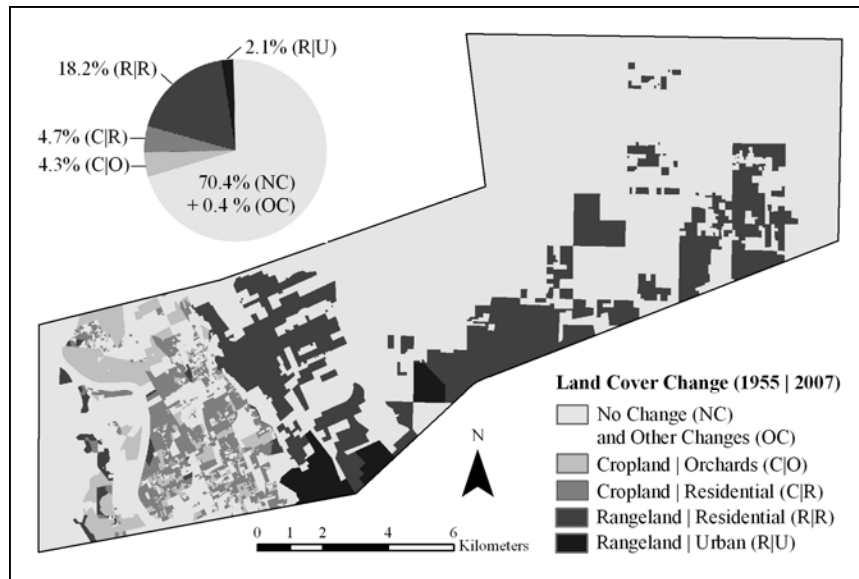 2.1% (R|U)
18.2% (R|R)
4.7% (C|R)
4.3% (C|O)
70.4% (NC)
+ 0.4 % (OC)
Land Cover Change (1955 | 2007)
No Change (NC)
and Other Changes (OC)
Cropland | Orchards (C|O)
Cropland | Residential (C|R)
Rangeland | Residential (R|R)
Rangeland | Urban (R|U)
N
0 1 2 4 6
Kilometers